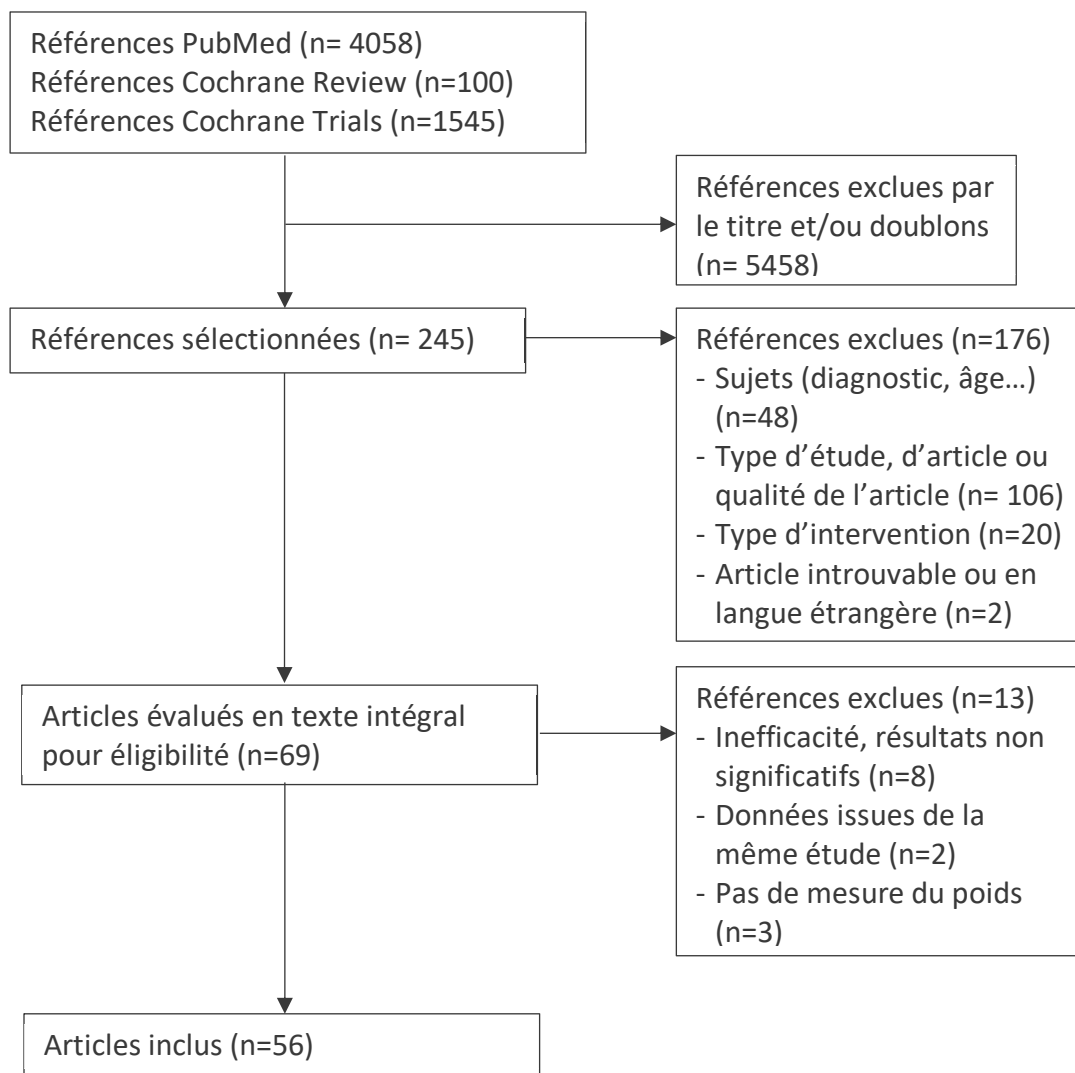 Références PubMed (n= 4058)
Références Cochrane Review (n=100)
Références Cochrane Trials (n=1545)
Références exclues par
le titre et/ou doublons
(n= 5458)
Références sélectionnées (n= 245)
Références exclues (n=176)
- Sujets (diagnostic, âge…)
(n=48)
- Type d’étude, d’article ou
qualité de l’article (n= 106)
- Type d’intervention (n=20)
- Article introuvable ou en
langue étrangère (n=2)
Articles évalués en texte intégral
pour éligibilité (n=69)
Références exclues (n=13)
- Inefficacité, résultats non
significatifs (n=8)
- Données issues de la
même étude (n=2)
- Pas de mesure du poids
(n=3)
Articles inclus (n=56)